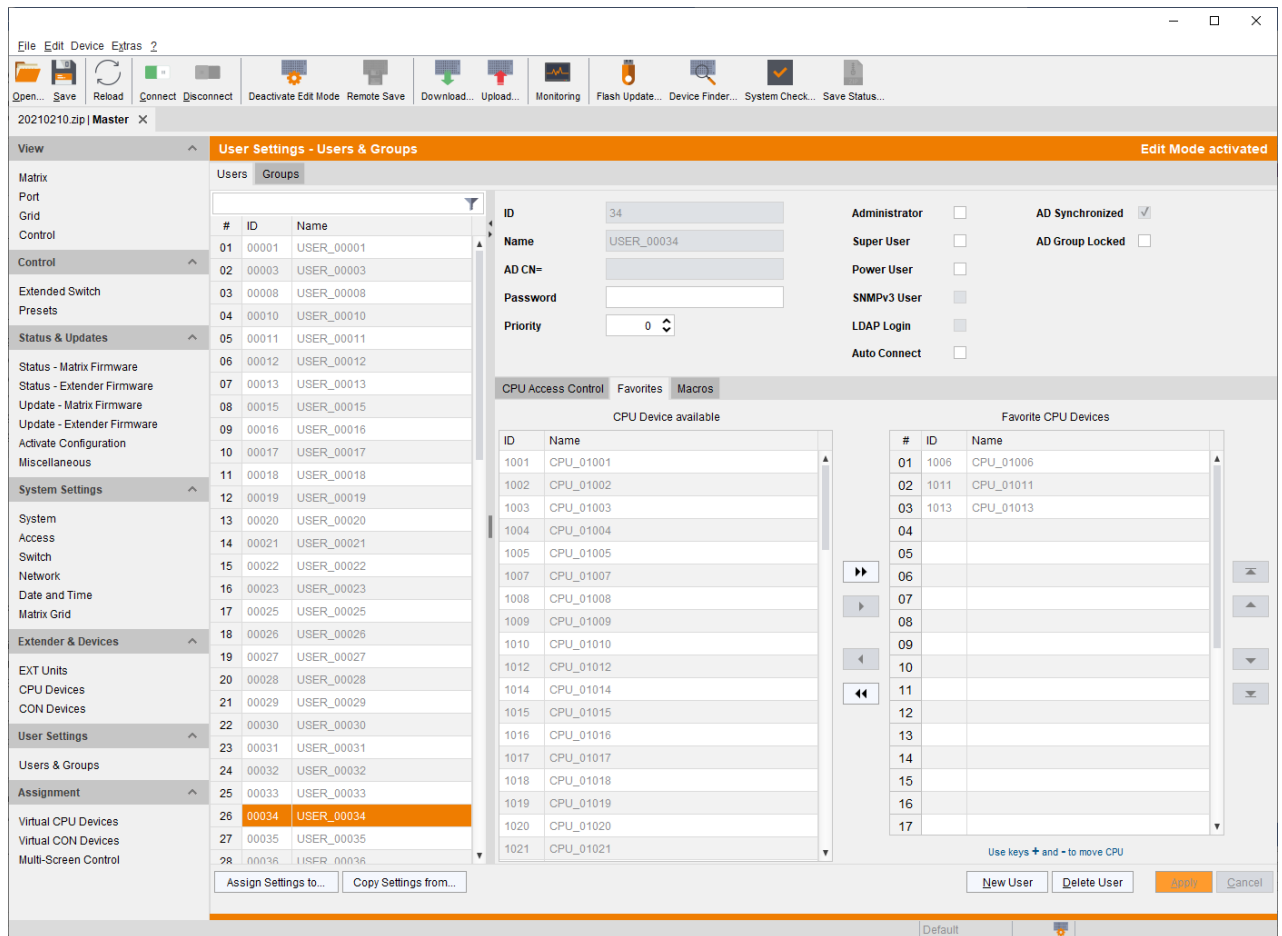 File Edit Device Extras ?
Open... Save Reload Connect Disconnect Deactivate Edit Mode Remote Save Download... Upload... Monitoring Flash Update... Device Finder... System Check... Save Status...
20210210.zip | Master
View
Matrix
Port
Grid
Control
Control
Extended Switch
Presets
Status & Updates
Status - Matrix Firmware
Status - Extender Firmware
Update - Matrix Firmware
Update - Extender Firmware
Activate Configuration
Miscellaneous
System Settings
System
Access
Switch
Network
Date and Time
Matrix Grid
Extender & Devices
EXT Units
CPU Devices
CON Devices
User Settings
Users & Groups
Assignment
Virtual CPU Devices
Virtual CON Devices
Multi-Screen Control
User Settings - Users & Groups Edit Mode activated
Users Groups
# ID Name
01 00001 USER_00001
02 00003 USER_00003
03 00008 USER_00008
04 00010 USER_00010
05 00011 USER_00011
06 00012 USER_00012
07 00013 USER_00013
08 00015 USER_00015
09 00016 USER_00016
10 00017 USER_00017
11 00018 USER_00018
12 00019 USER_00019
13 00020 USER_00020
14 00021 USER_00021
15 00022 USER_00022
16 00023 USER_00023
17 00025 USER_00025
18 00026 USER_00026
19 00027 USER_00027
20 00028 USER_00028
21 00029 USER_00029
22 00030 USER_00030
23 00031 USER_00031
24 00032 USER_00032
25 00033 USER_00033
26 00034 USER_00034
27 00035 USER_00035
28 00036 USER_00036
ID 34
Name USER_00034
AD CN=
Password
Priority 0
Administrator
Super User
Power User
SNMPv3 User
LDAP Login
Auto Connect
AD Synchronized
AD Group Locked
CPU Access Control Favorites Macros
CPU Device available
ID Name
1001 CPU_01001
1002 CPU_01002
1003 CPU_01003
1004 CPU_01004
1005 CPU_01005
1007 CPU_01007
1008 CPU_01008
1009 CPU_01009
1010 CPU_01010
1012 CPU_01012
1014 CPU_01014
1015 CPU_01015
1016 CPU_01016
1017 CPU_01017
1018 CPU_01018
1019 CPU_01019
1020 CPU_01020
1021 CPU_01021
Favorite CPU Devices
# ID Name
01 1006 CPU_01006
02 1011 CPU_01011
03 1013 CPU_01013
04
05
06
07
08
09
10
11
12
13
14
15
16
17
Use keys + and - to move CPU
Assign Settings to... Copy Settings from... New User Delete User Apply Cancel
Default